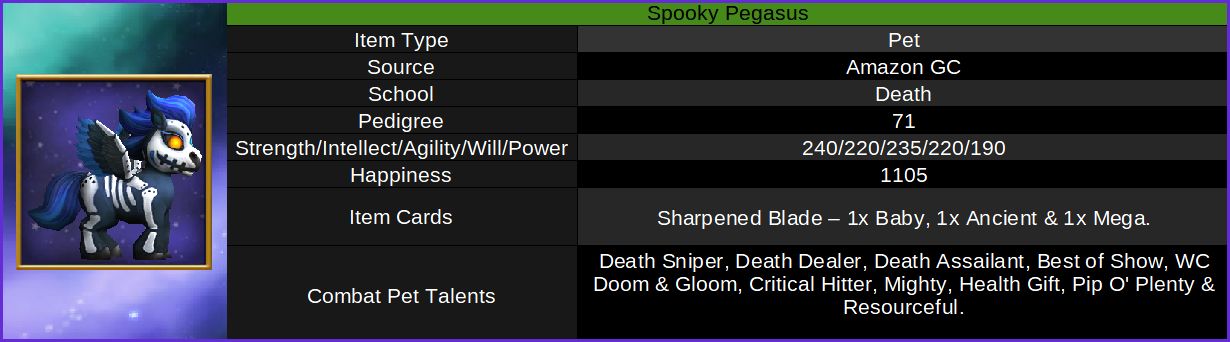 Spooky Pegasus
Item Type Pet
Source Amazon GC
School Death
Pedigree 71
Strength/Intellect/Agility/Will/Power 240/220/235/220/190
Happiness 1105
Item Cards Sharpened Blade – 1x Baby, 1x Ancient & 1x Mega.
Combat Pet Talents
Death Sniper, Death Dealer, Death Assailant, Best of Show, WC
Doom & Gloom, Critical Hitter, Mighty, Health Gift, Pip O' Plenty &
Resourceful.